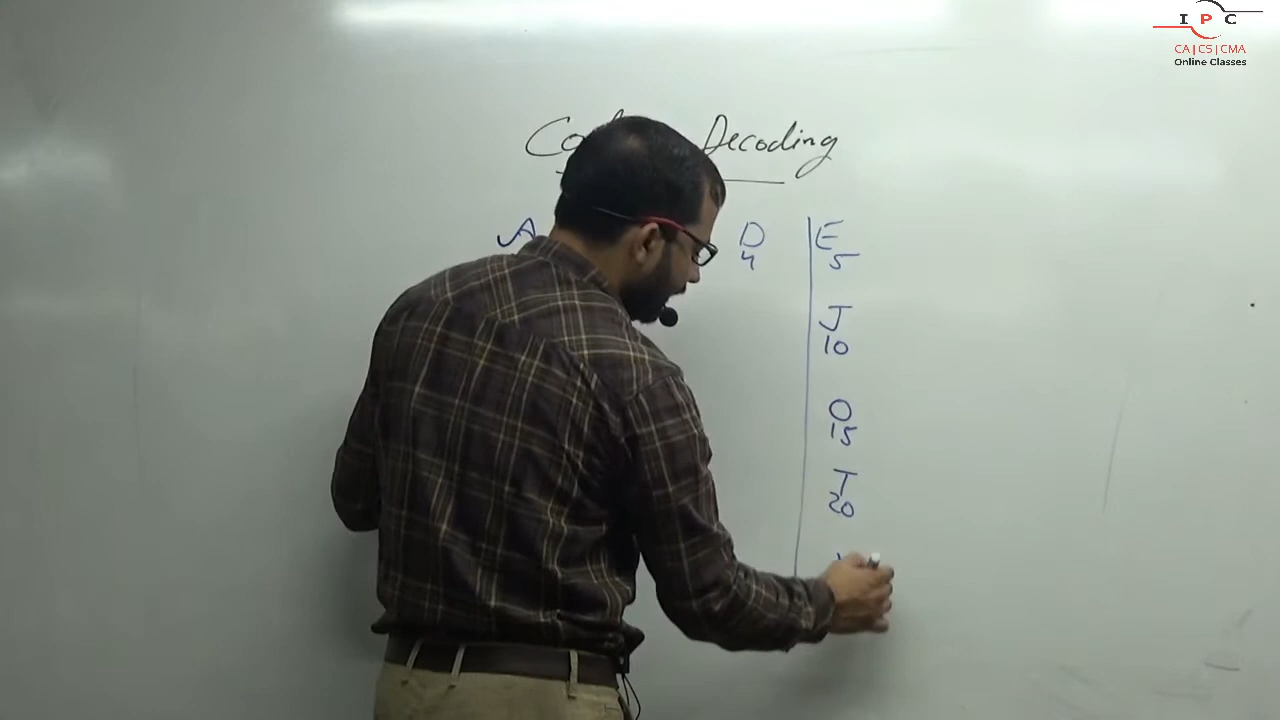 I P C
CA|CS|CMA
Online Classes
Decoding
A D E
4 5
J
10
O
15
T
20